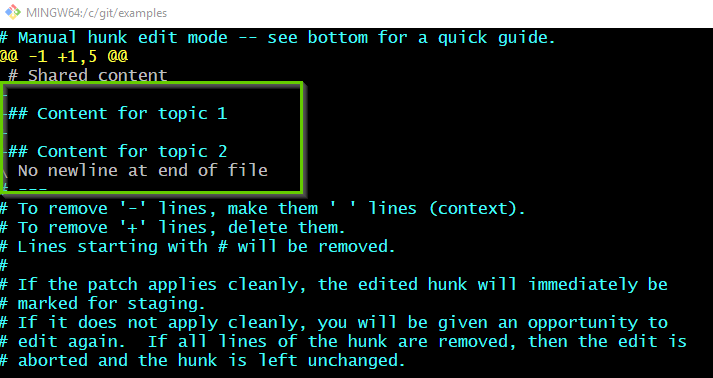 MINGW64:/c/git/examples
# Manual hunk edit mode -- see bottom for a quick guide.
@@ -1 +1,5 @@
# Shared content
## Content for topic 1
## Content for topic 2
\ No newline at end of file
# ---
# To remove '-' lines, make them ' ' lines (context).
# To remove '+' lines, delete them.
# Lines starting with # will be removed.
#
# If the patch applies cleanly, the edited hunk will immediately be
# marked for staging.
# If it does not apply cleanly, you will be given an opportunity to
# edit again.  If all lines of the hunk are removed, then the edit is
# aborted and the hunk is left unchanged.